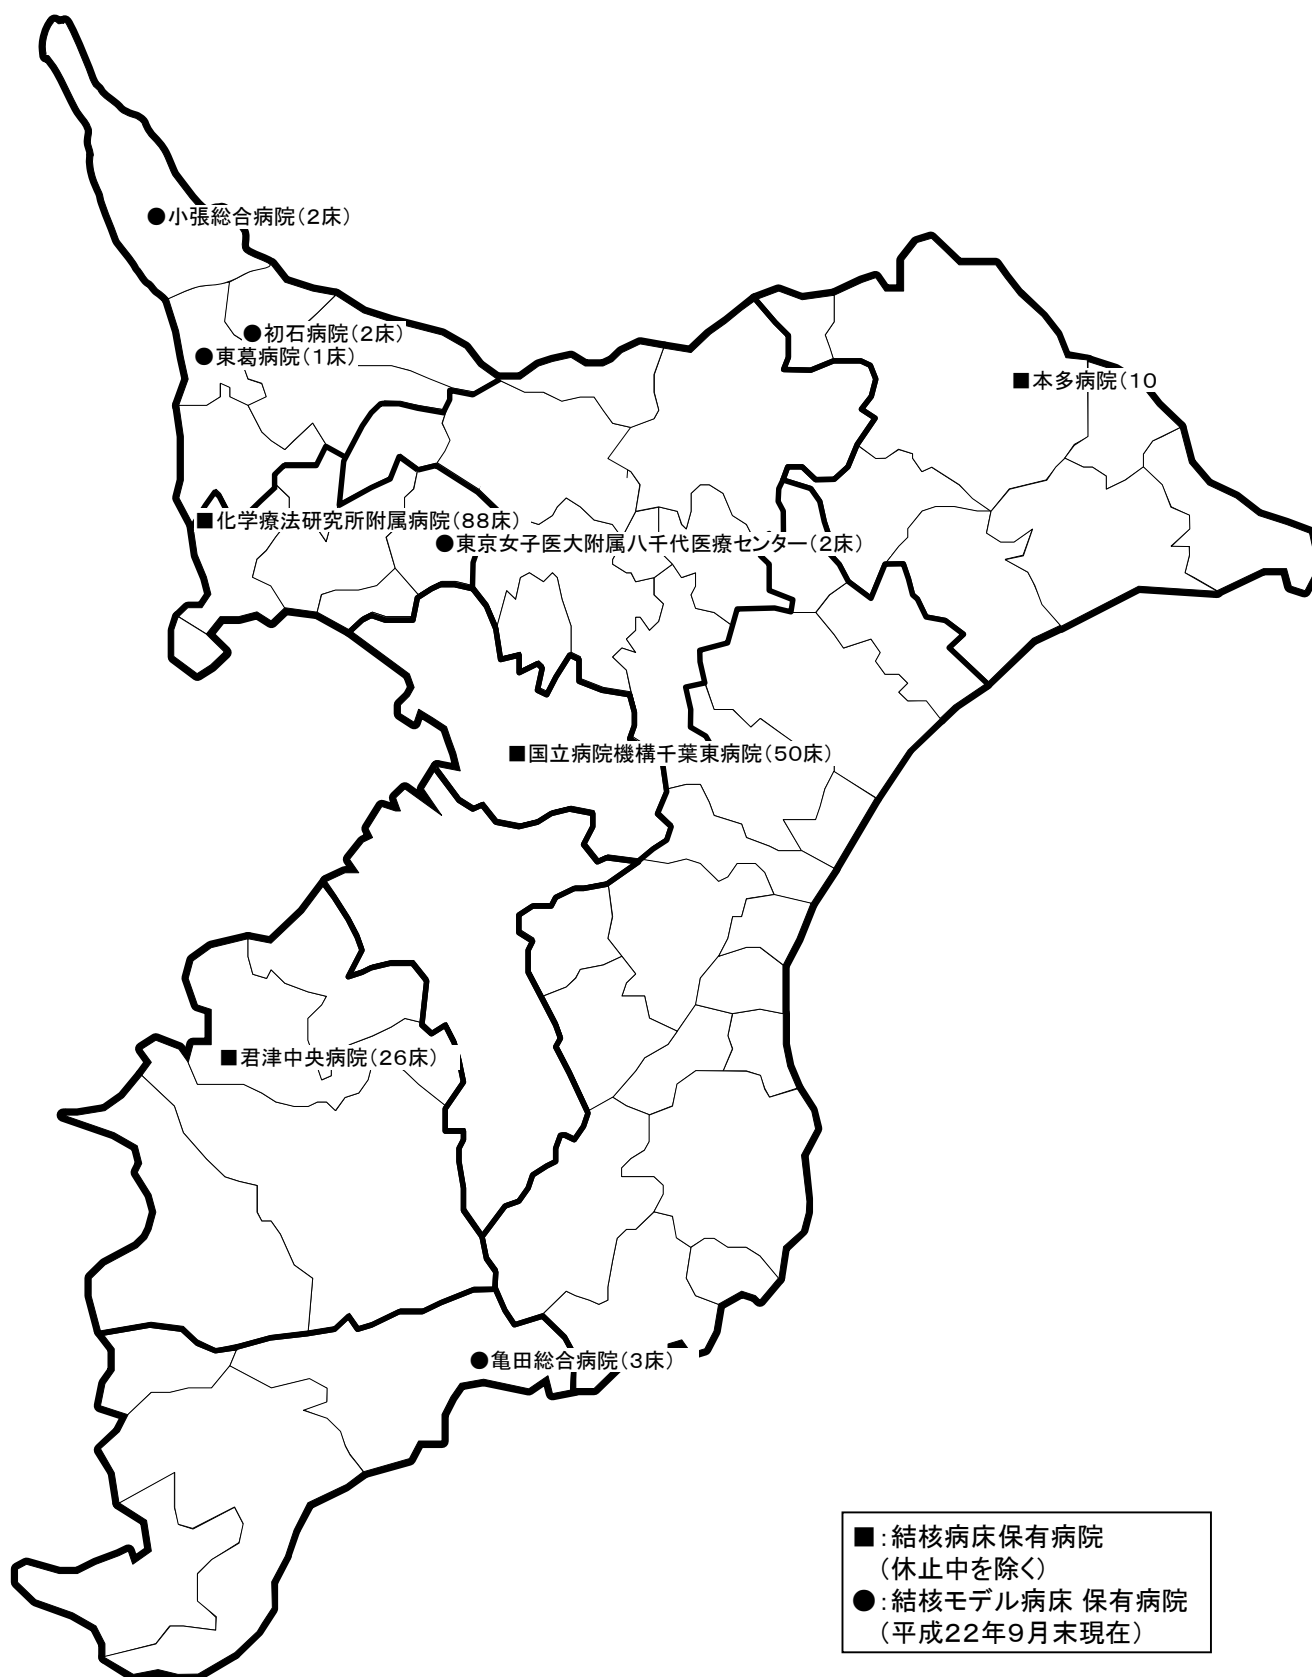 ●小張総合病院(2床)
●初石病院(2床)
●東葛病院(1床)
■本多病院(10
■化学療法研究所附属病院(88床)
●東京女子医大附属八千代医療センター(2床)
■国立病院機構千葉東病院(50床)
■君津中央病院(26床)
●亀田総合病院(3床)
■:結核病床保有病院
(休止中を除く)
●:結核モデル病床 保有病院
(平成22年9月末現在)